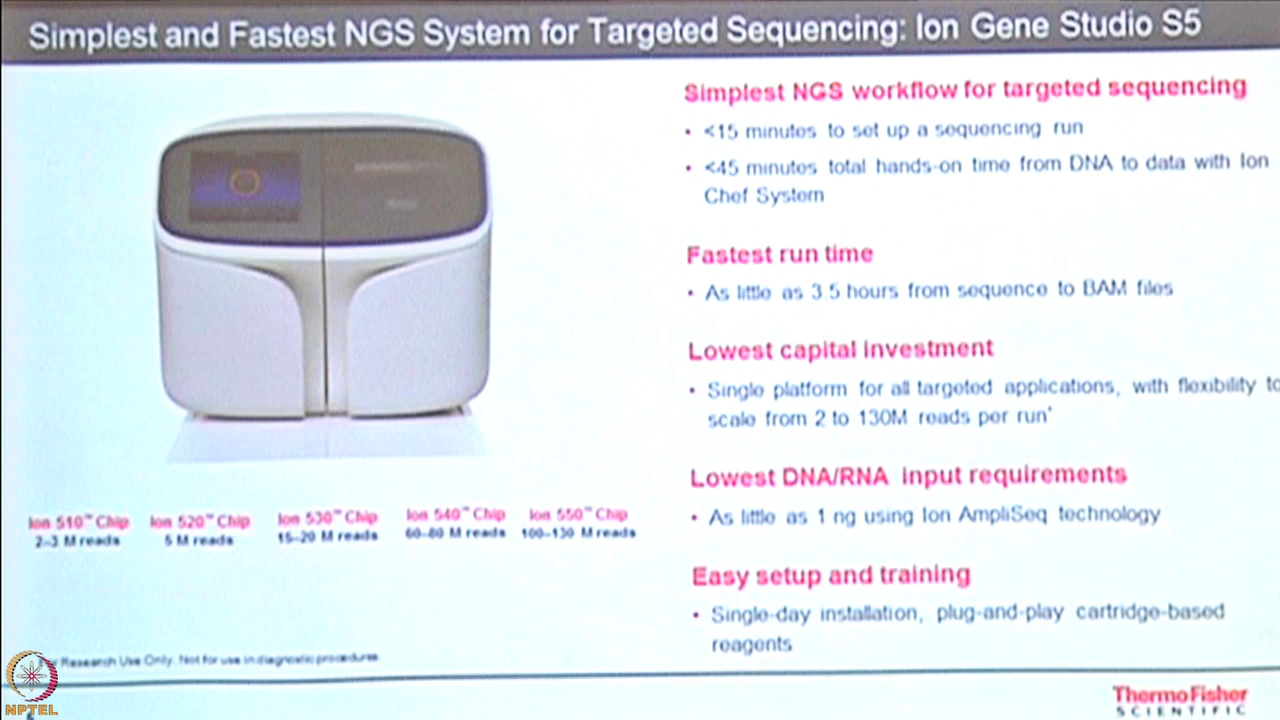 Simplest and Fastest NGS System for Targeted Sequencing: Ion Gene Studio S5
Simplest NGS workflow for targeted sequencing
• <15 minutes to set up a sequencing run
• <45 minutes total hands-on time from DNA to data with Ion
Chef System
Fastest run time
• As little as 3.5 hours from sequence to BAM files
Lowest capital investment
• Single platform for all targeted applications, with flexibility to
scale from 2 to 130M reads per run*
Lowest DNA/RNA input requirements
• As little as 1 ng using Ion AmpliSeq technology
Easy setup and training
• Single-day installation, plug-and-play cartridge-based
reagents
Ion 510™ Chip
2–3 M reads
Ion 520™ Chip
5 M reads
Ion 530™ Chip
15–20 M reads
Ion 540™ Chip
60–80 M reads
Ion 550™ Chip
100–130 M reads
Research Use Only. Not for use in diagnostic procedures.
NPTEL
ThermoFisher
SCIENTIFIC